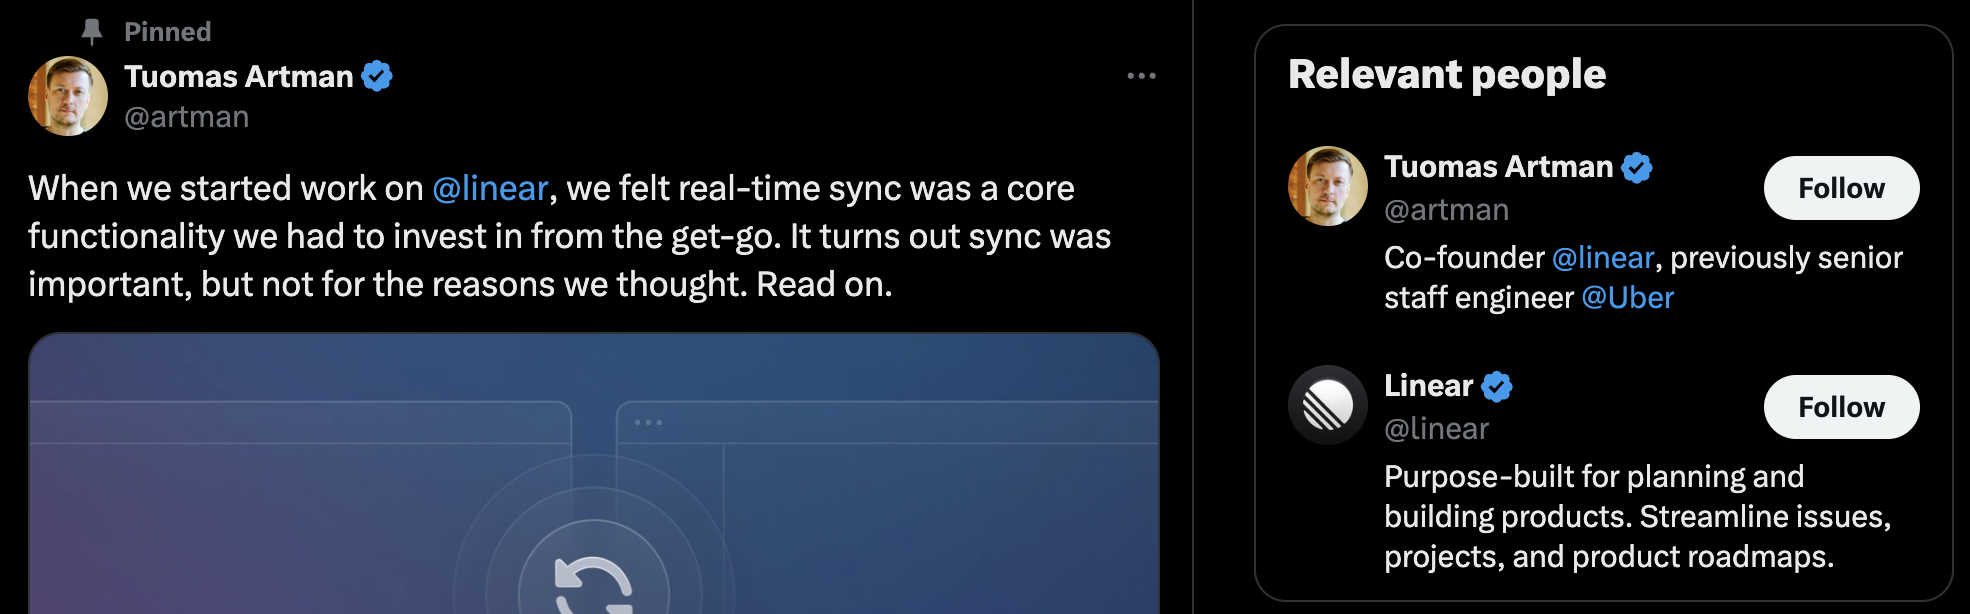 Pinned
Tuomas Artman
@artman
When we started work on @linear, we felt real-time sync was a core
functionality we had to invest in from the get-go. It turns out sync was
important, but not for the reasons we thought. Read on.
Relevant people
Tuomas Artman
@artman
Follow
Co-founder @linear, previously senior
staff engineer @Uber
Linear
@linear
Follow
Purpose-built for planning and
building products. Streamline issues,
projects, and product roadmaps.